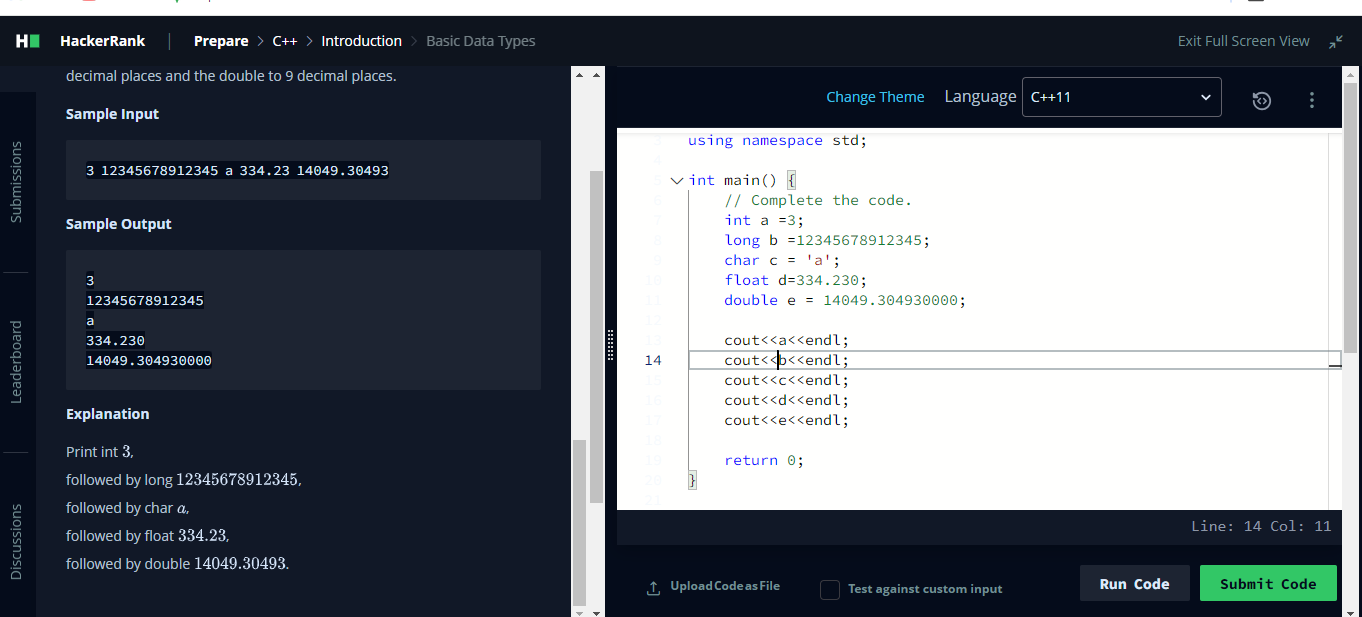 HackerRank | Prepare > C++ > Introduction > Basic Data Types
Exit Full Screen View
Submissions
Leaderboard
Discussions
decimal places and the double to 9 decimal places.
Sample Input
3 12345678912345 a 334.23 14049.30493
Sample Output
3
12345678912345
a
334.230
14049.304930000
Explanation
Print int 3,
followed by long 12345678912345,
followed by char a,
followed by float 334.23,
followed by double 14049.30493.
Change Theme
Language
C++11
3 using namespace std;
4
5 int main() {
6 // Complete the code.
7 int a =3;
8 long b =12345678912345;
9 char c = 'a';
10 float d=334.230;
11 double e = 14049.304930000;
12
13 cout<<a<<endl;
14 cout<<b<<endl;
15 cout<<c<<endl;
16 cout<<d<<endl;
17 cout<<e<<endl;
18
19 return 0;
20 }
21
Line: 14 Col: 11
Upload Code as File
Test against custom input
Run Code
Submit Code